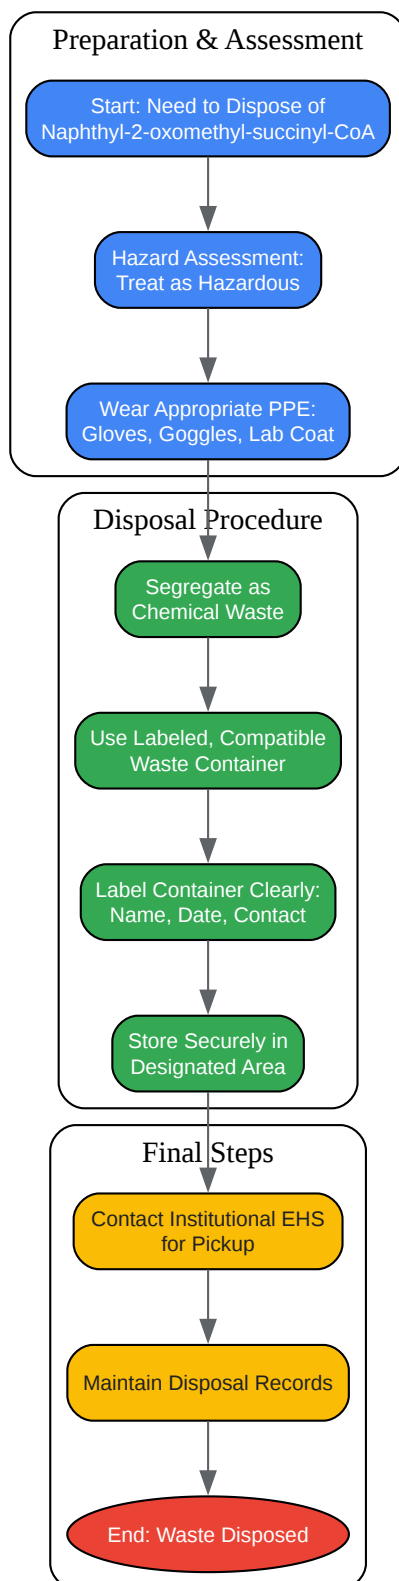 Preparation & Assessment
Start: Need to Dispose of
Naphthyl-2-oxomethyl-succinyl-CoA
Hazard Assessment:
Treat as Hazardous
Wear Appropriate PPE:
Gloves, Goggles, Lab Coat
Disposal Procedure
Segregate as
Chemical Waste
Use Labeled, Compatible
Waste Container
Label Container Clearly:
Name, Date, Contact
Store Securely in
Designated Area
Final Steps
Contact Institutional EHS
for Pickup
Maintain Disposal Records
End: Waste Disposed